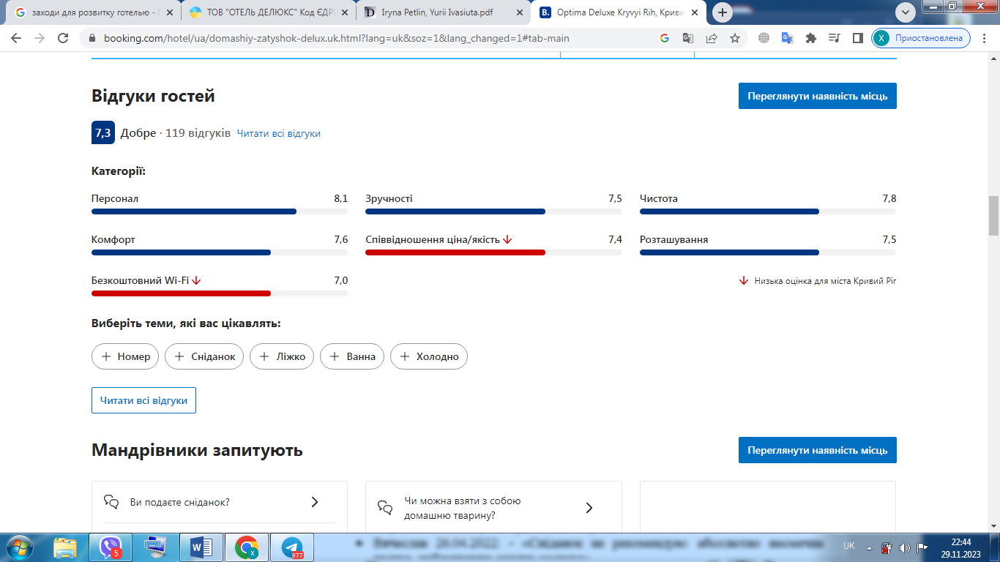 заходи для розвитку готелью -
ТОВ "ОТЕЛЬ ДЕЛЮКС" Код ЄДР
Iryna Petlin, Yurii Ivasiuta.pdf
Optima Deluxe Kryvyi Rih, Криви
booking.com/hotel/ua/domashiy-zatyshok-delux.uk.html?lang=uk&soz=1&lang_changed=1#tab-main
X Приостановлена
Відгуки гостей
Переглянути наявність місць
7,3 Добре · 119 відгуків Читати всі відгуки
Категорії:
Персонал 8,1 Зручності 7,5 Чистота 7,8
Комфорт 7,6 Співвідношення ціна/якість 7,4 Розташування 7,5
Безкоштовний Wi-Fi 7,0 Низька оцінка для міста Кривий Ріг
Виберіть теми, які вас цікавлять:
Номер Сніданок Ліжко Ванна Холодно
Читати всі відгуки
Мандрівники запитують
Переглянути наявність місць
Ви подаєте сніданок?
Чи можна взяти з собою
домашню тварину?
5
977
UK
22:44
29.11.2023